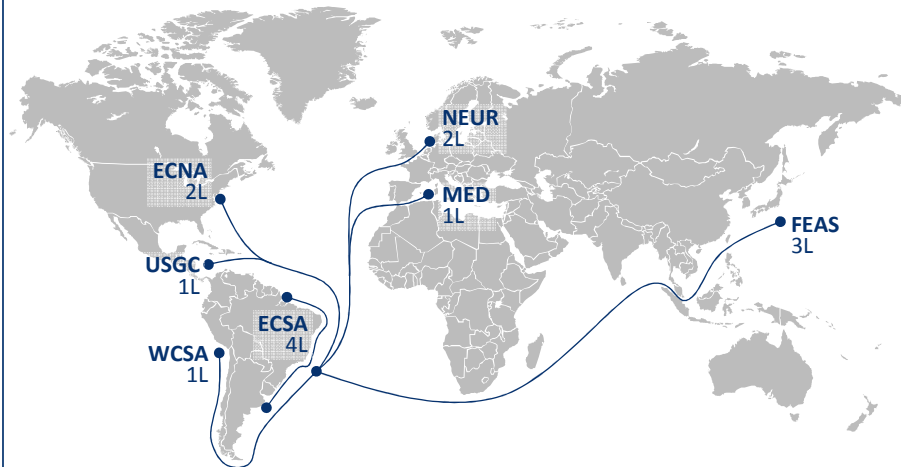 NEUR
2L
ECNA
2L
MED
1L
FEAS
3L
USGC
1L
ECSA
4L
WCSA
1L